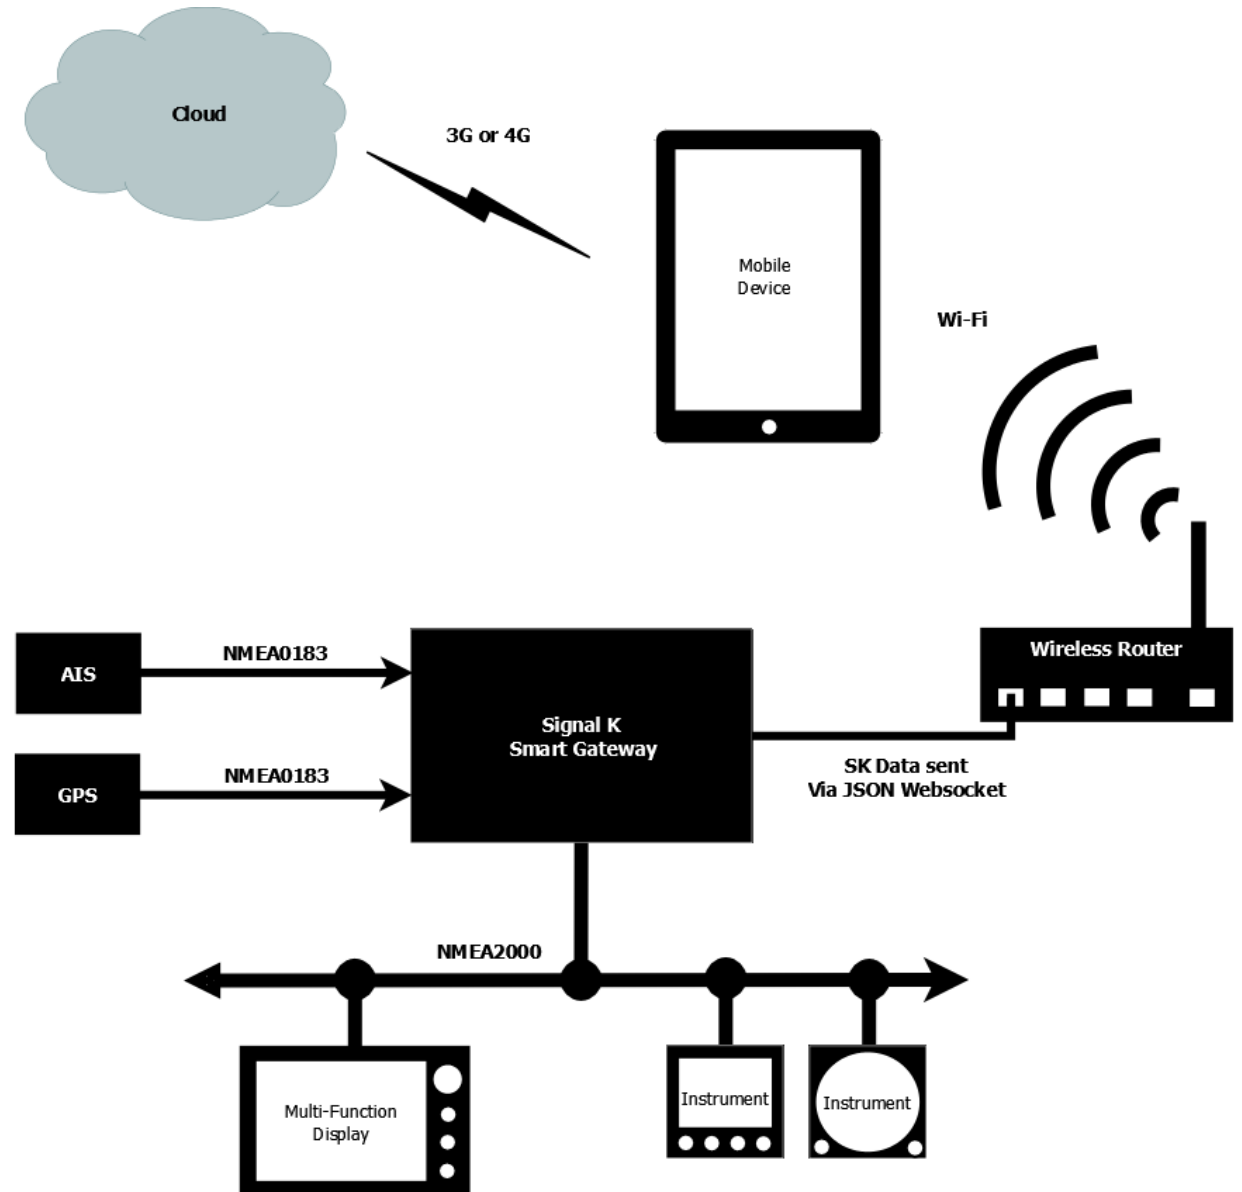 Cloud
3G or 4G
Mobile
Device
Wi-Fi
AIS
NMEA0183
Signal K
Smart Gateway
Wireless Router
GPS
NMEA0183
SK Data sent
Via JSON Websocket
NMEA2000
Multi-Function
Display
Instrument
Instrument